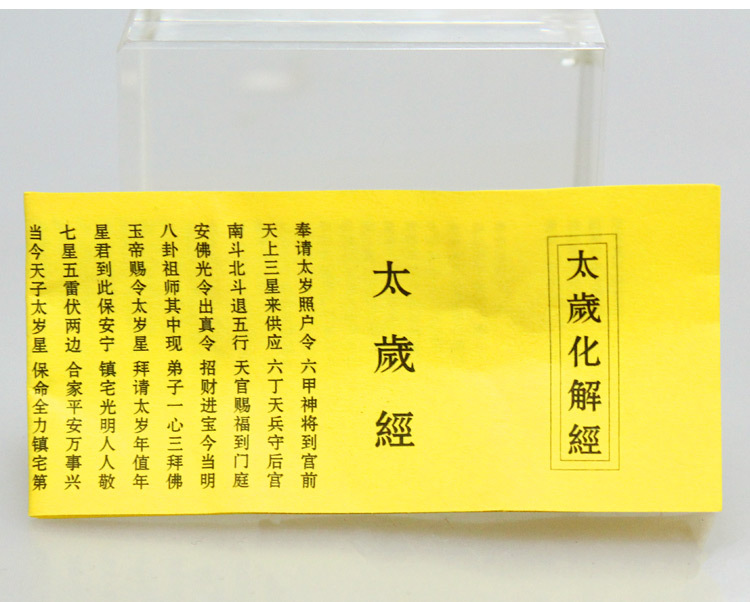 太歲化解經
太歲經
奉请太岁照户令 六甲神将到宫前
天上三星来供应 六丁天兵守后宫
南斗北斗退五行 天官赐福到门庭
安佛光令出真令 招财进宝今当明
八卦祖师其中现 弟子一心三拜佛
玉帝赐令太岁星 拜请太岁年值年
星君到此保安宁 镇宅光明人人敬
七星五雷伏两边 合家平安万事兴
当今天子太岁星 保命全力镇宅第